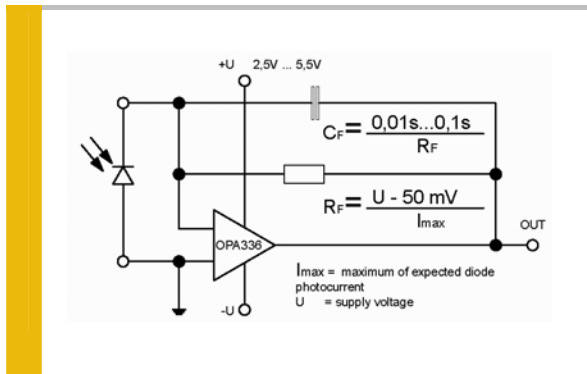 +U 2,5V ... 5,5V
CF= 0,01s...0,1s
RF
RF= U - 50 mV
Imax
OUT
OPA336
Imax = maximum of expected diode
photocurrent
U = supply voltage
-U